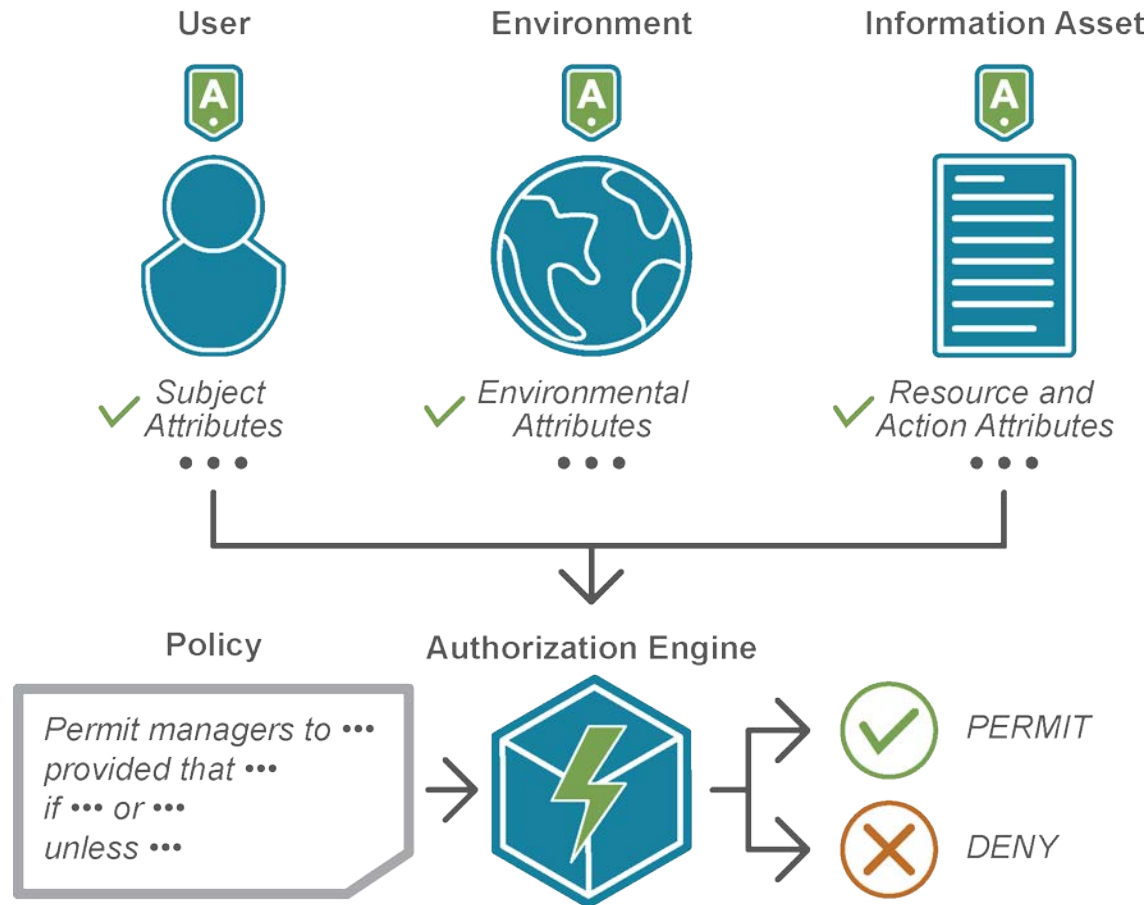 User
Environment
Information Asset
A
A
A
Subject
Attributes
Environmental
Attributes
Resource and
Action Attributes
•••
•••
•••
Policy
Authorization Engine
Permit managers to •••
provided that •••
if ••• or •••
unless •••
PERMIT
DENY